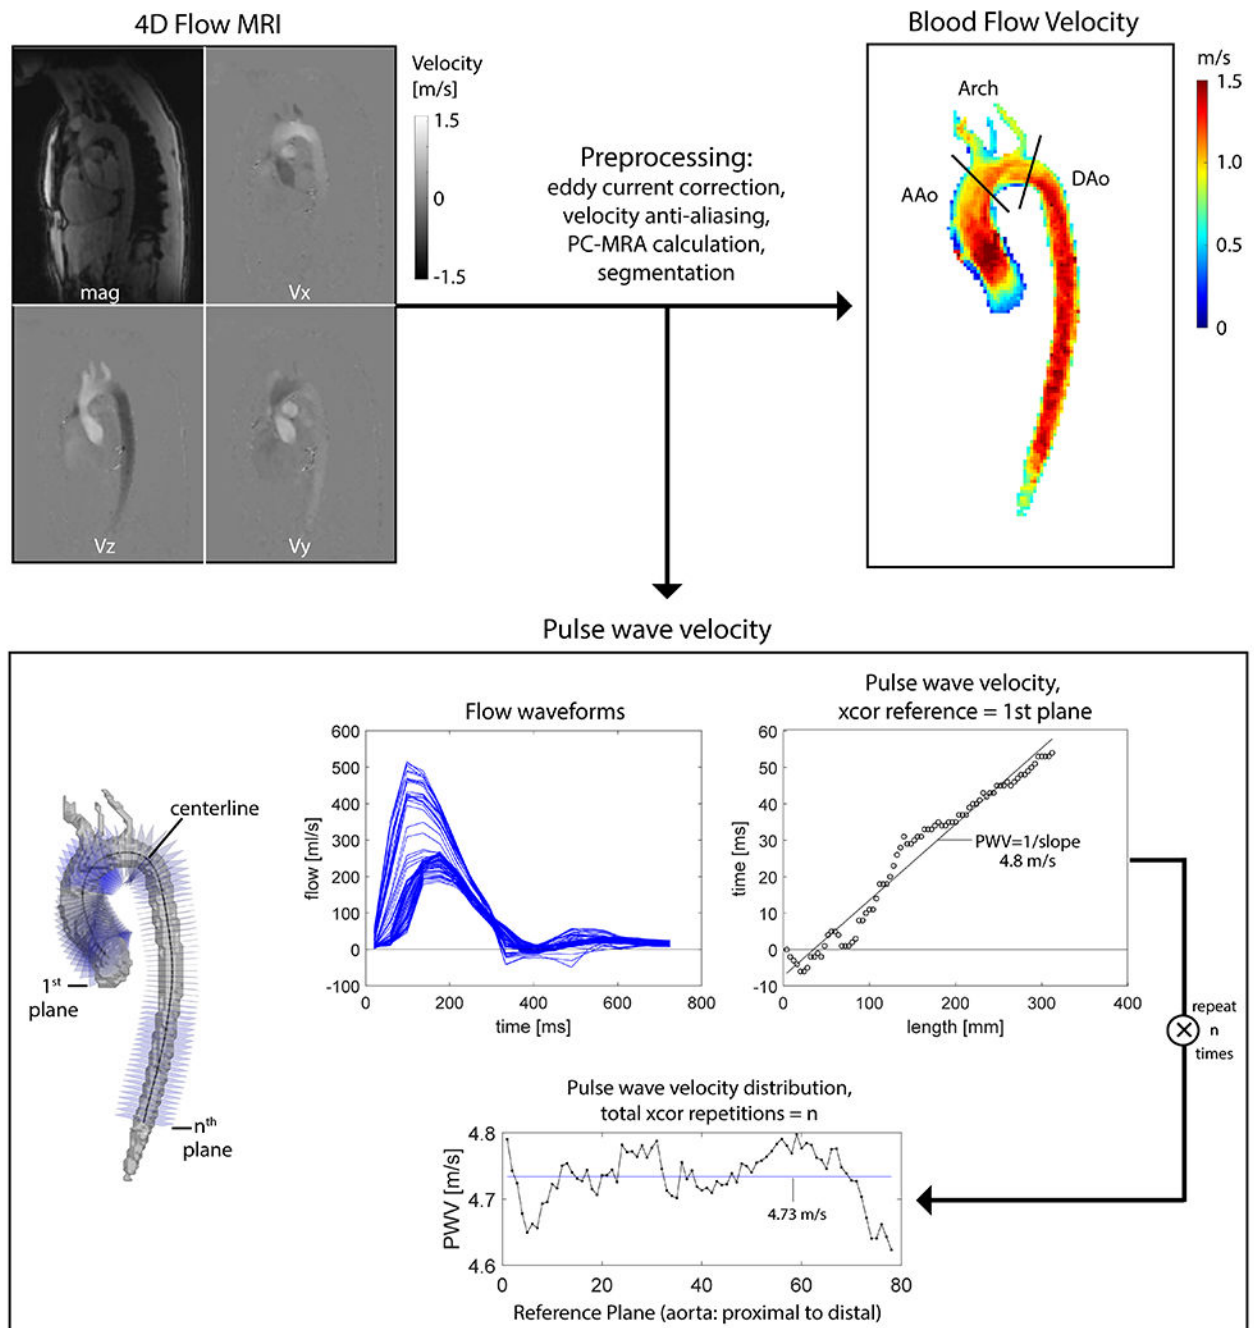 4D Flow MRI
mag
Vx
Vz
Vy
Velocity
[m/s]
1.5
0
-1.5
Preprocessing:
eddy current correction,
velocity anti-aliasing,
PC-MRA calculation,
segmentation
Blood Flow Velocity
Arch
AAo
DAo
m/s
1.5
1.0
0.5
0
Pulse wave velocity
centerline
1st
plane
nth
plane
Flow waveforms
600
500
400
300
200
100
0
-100
flow [ml/s]
0 200 400 600 800
time [ms]
Pulse wave velocity,
xcor reference = 1st plane
60
50
40
30
20
10
0
-10
time [ms]
PWV=1/slope
4.8 m/s
0 100 200 300 400
length [mm]
repeat
n
times
Pulse wave velocity distribution,
total xcor repetitions = n
4.8
4.7
4.6
PWV [m/s]
4.73 m/s
0 20 40 60 80
Reference Plane (aorta: proximal to distal)